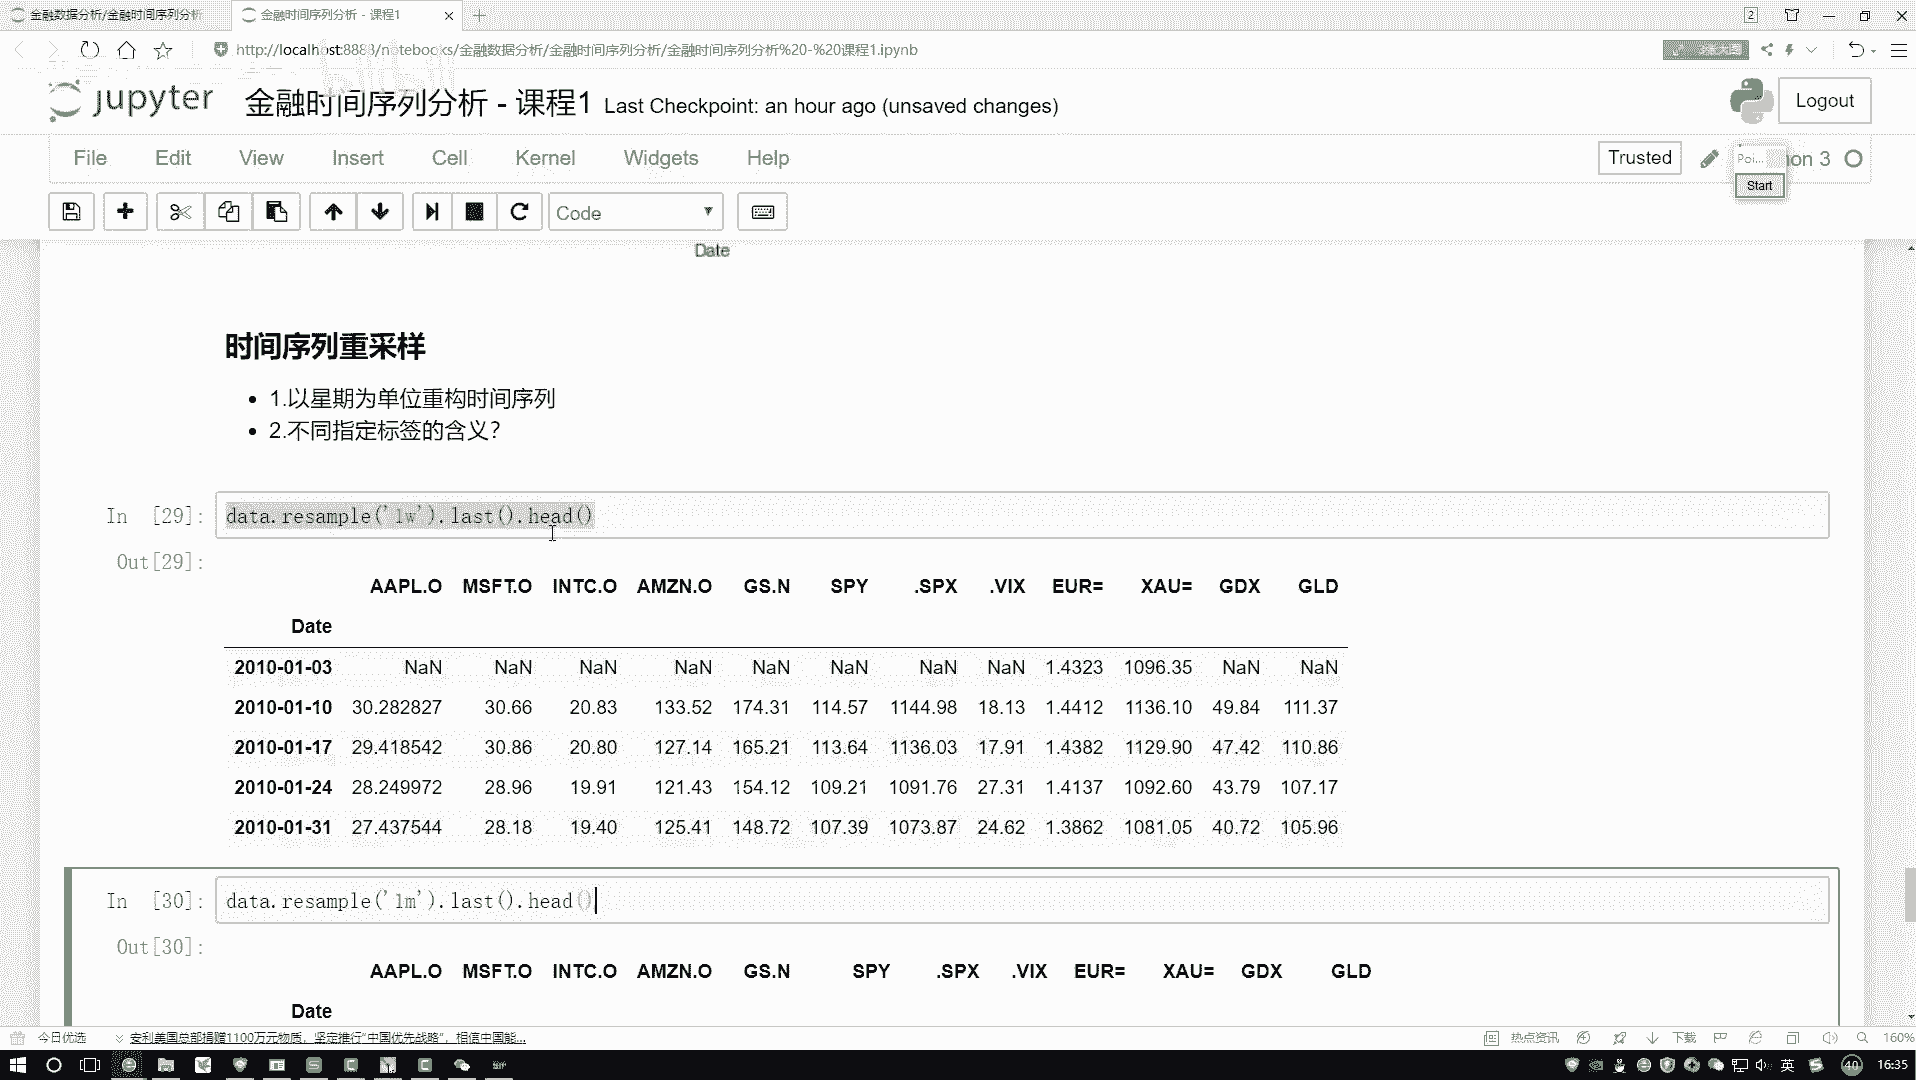 金融数据分析/金融时间序列分析
金融时间序列分析 - 课程1
2
http://localhost:8888/notebooks/金融数据分析/金融时间序列分析/金融时间序列分析%20-%20课程1.ipynb
bilibili
jupyter 金融时间序列分析 - 课程1 Last Checkpoint: an hour ago (unsaved changes)
Logout
File Edit View Insert Cell Kernel Widgets Help
Trusted
Poi... on 3
Start
Code
Date
时间序列重采样
• 1.以星期为单位重构时间序列
• 2.不同指定标签的含义?
In [29]: data.resample('1w').last().head()
Out[29]:
AAPL.O MSFT.O INTC.O AMZN.O GS.N SPY .SPX .VIX EUR= XAU= GDX GLD
Date
2010-01-03 NaN NaN NaN NaN NaN NaN NaN NaN 1.4323 1096.35 NaN NaN
2010-01-10 30.282827 30.66 20.83 133.52 174.31 114.57 1144.98 18.13 1.4412 1136.10 49.84 111.37
2010-01-17 29.418542 30.86 20.80 127.14 165.21 113.64 1136.03 17.91 1.4382 1129.90 47.42 110.86
2010-01-24 28.249972 28.96 19.91 121.43 154.12 109.21 1091.76 27.31 1.4137 1092.60 43.79 107.17
2010-01-31 27.437544 28.18 19.40 125.41 148.72 107.39 1073.87 24.62 1.3862 1081.05 40.72 105.96
In [30]: data.resample('1m').last().head()
Out[30]:
AAPL.O MSFT.O INTC.O AMZN.O GS.N SPY .SPX .VIX EUR= XAU= GDX GLD
Date
今日优选 安利美国总部捐赠1100万元物质，坚定推行“中国优先战略”，相信中国能...
热点资讯 下载 160%
英 40 16:35